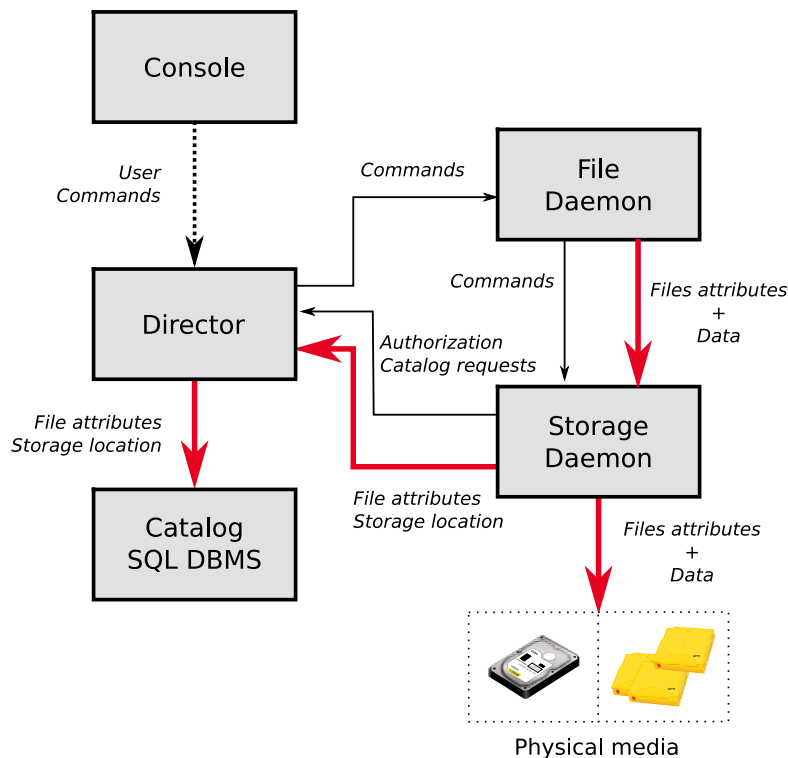 Console
User
Commands
Commands
File
Daemon
Director
Commands
Files attributes
+
Data
Authorization
Catalog requests
File attributes
Storage location
Storage
Daemon
File attributes
Storage location
Catalog
SQL DBMS
Files attributes
+
Data
Physical media